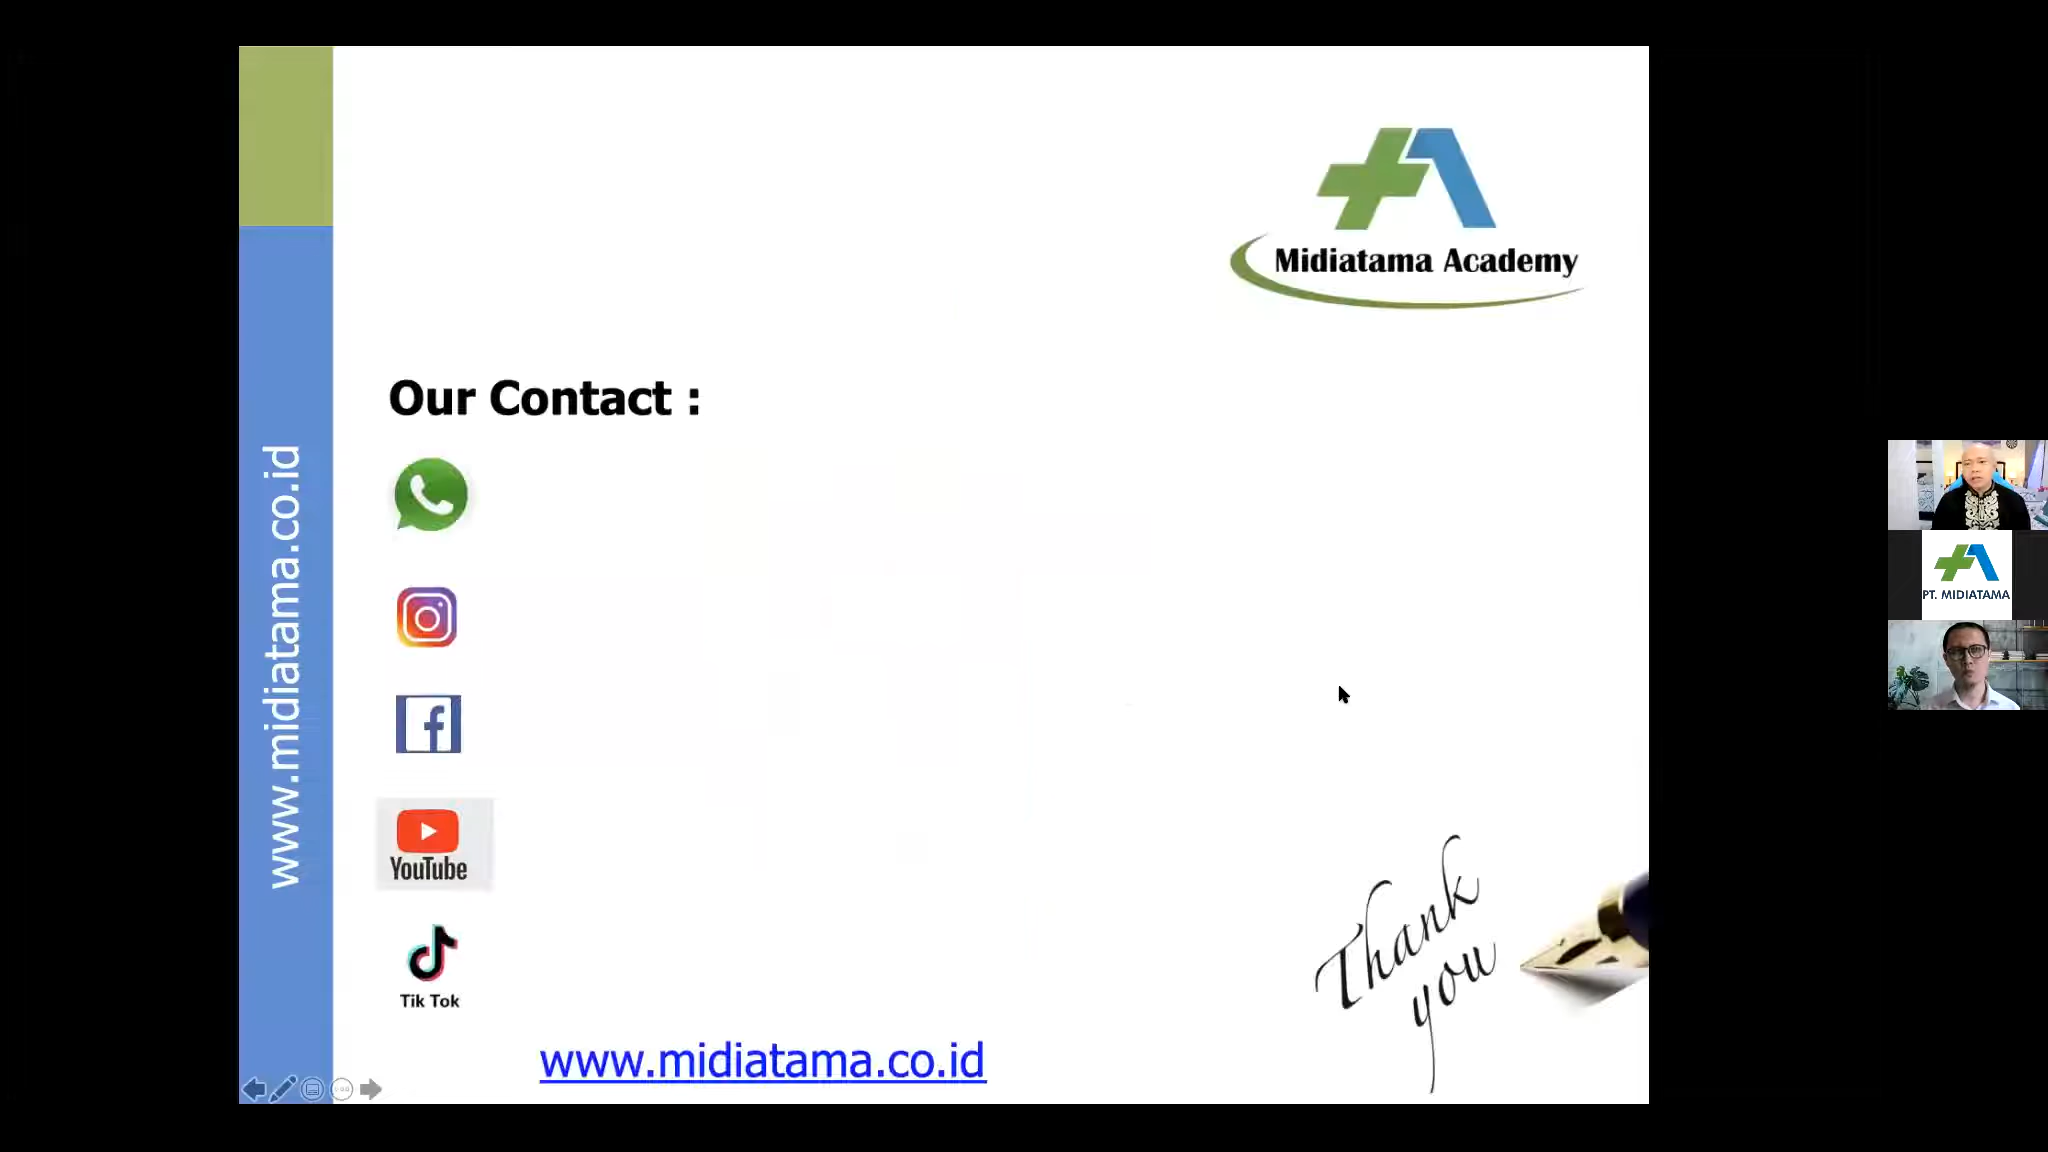 Midiatama Academy
Our Contact :
www.midiatama.co.id
YouTube
Tik Tok
www.midiatama.co.id
Thank
you
PT. MIDIATAMA